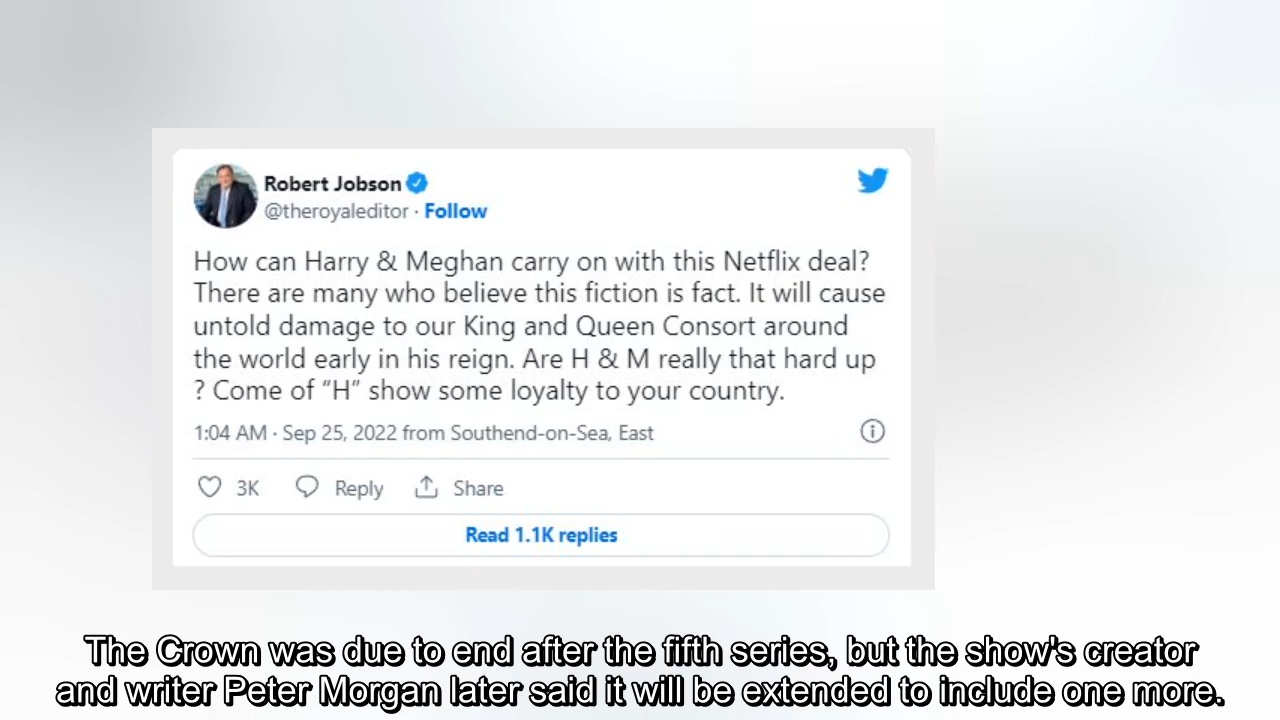 Robert Jobson
@theroyaleditor · Follow
How can Harry & Meghan carry on with this Netflix deal?
There are many who believe this fiction is fact. It will cause
untold damage to our King and Queen Consort around
the world early in his reign. Are H & M really that hard up
? Come of “H” show some loyalty to your country.
1:04 AM · Sep 25, 2022 from Southend-on-Sea, East
3K Reply Share
Read 1.1K replies
The Crown was due to end after the fifth series, but the show's creator
and writer Peter Morgan later said it will be extended to include one more.